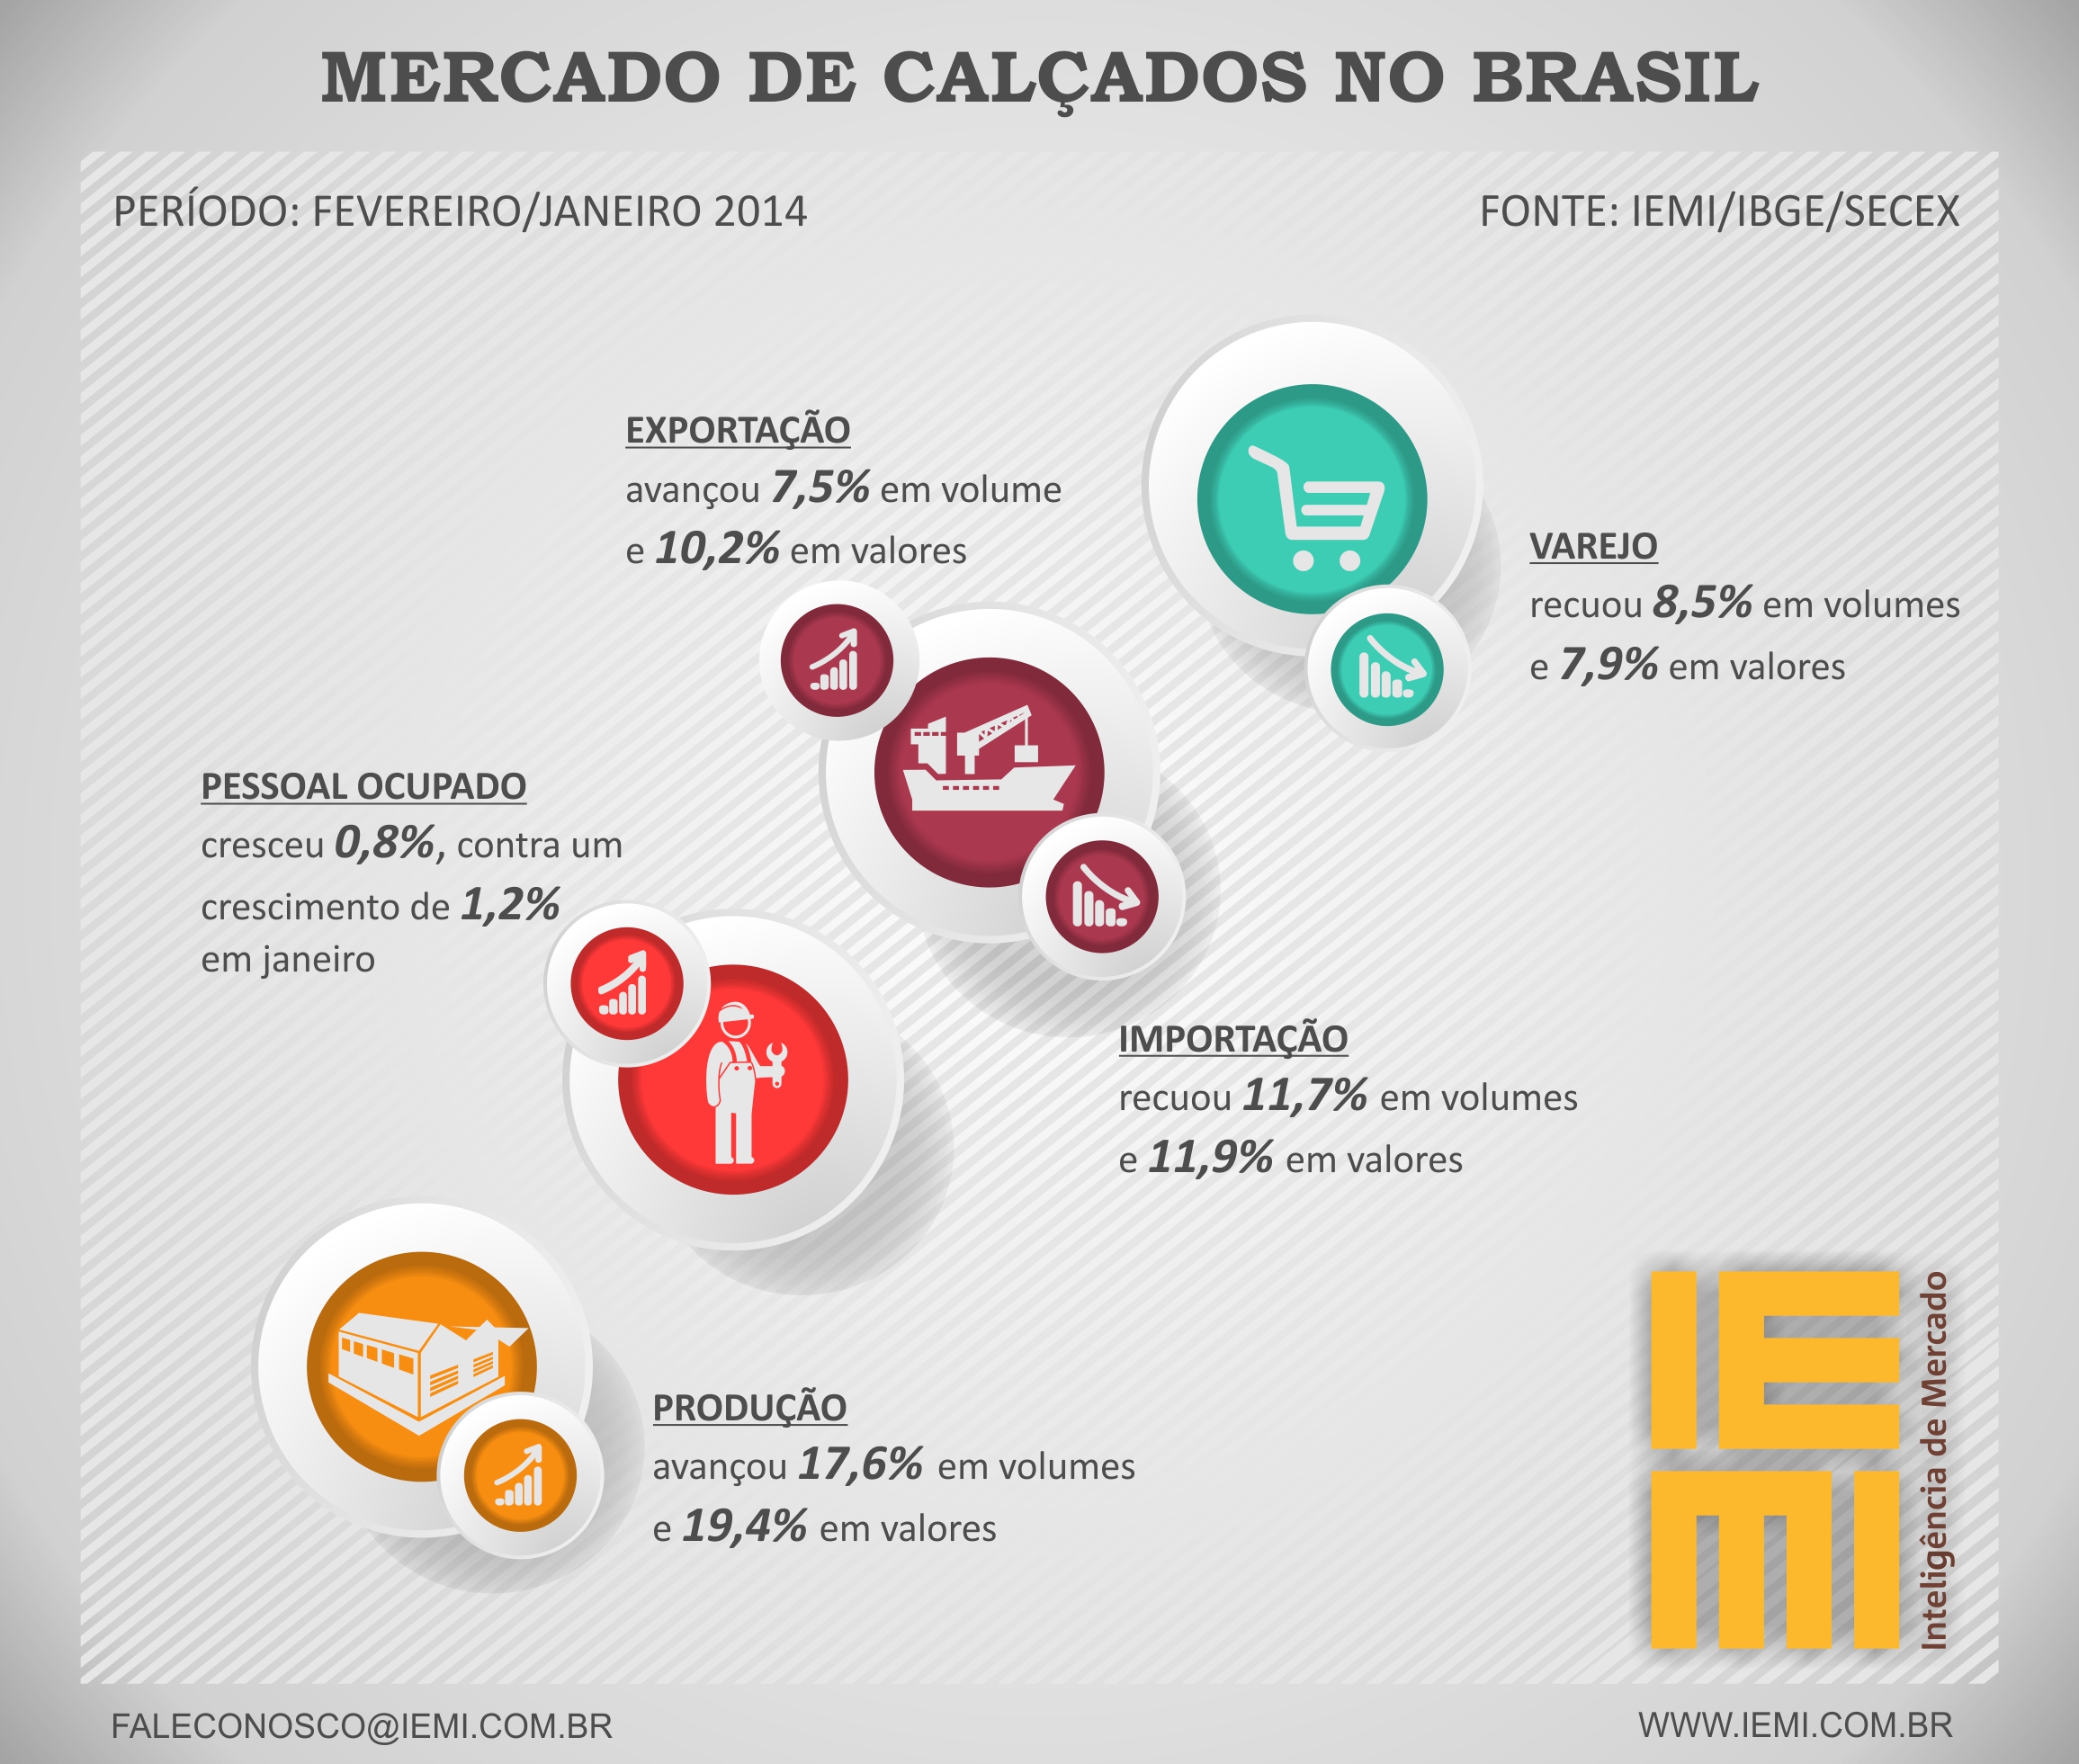 MERCADO DE CALÇADOS NO BRASIL
PERÍODO: FEVEREIRO/JANEIRO 2014
FONTE: IEMI/IBGE/SECEX
EXPORTAÇÃO
avançou 7,5% em volume
e 10,2% em valores
VAREJO
recuou 8,5% em volumes
e 7,9% em valores
PESSOAL OCUPADO
cresceu 0,8%, contra um
crescimento de 1,2%
em janeiro
IMPORTAÇÃO
recuou 11,7% em volumes
e 11,9% em valores
PRODUÇÃO
avançou 17,6% em volumes
e 19,4% em valores
IE
MI
Inteligência de Mercado
FALECONOSCO@IEMI.COM.BR
WWW.IEMI.COM.BR